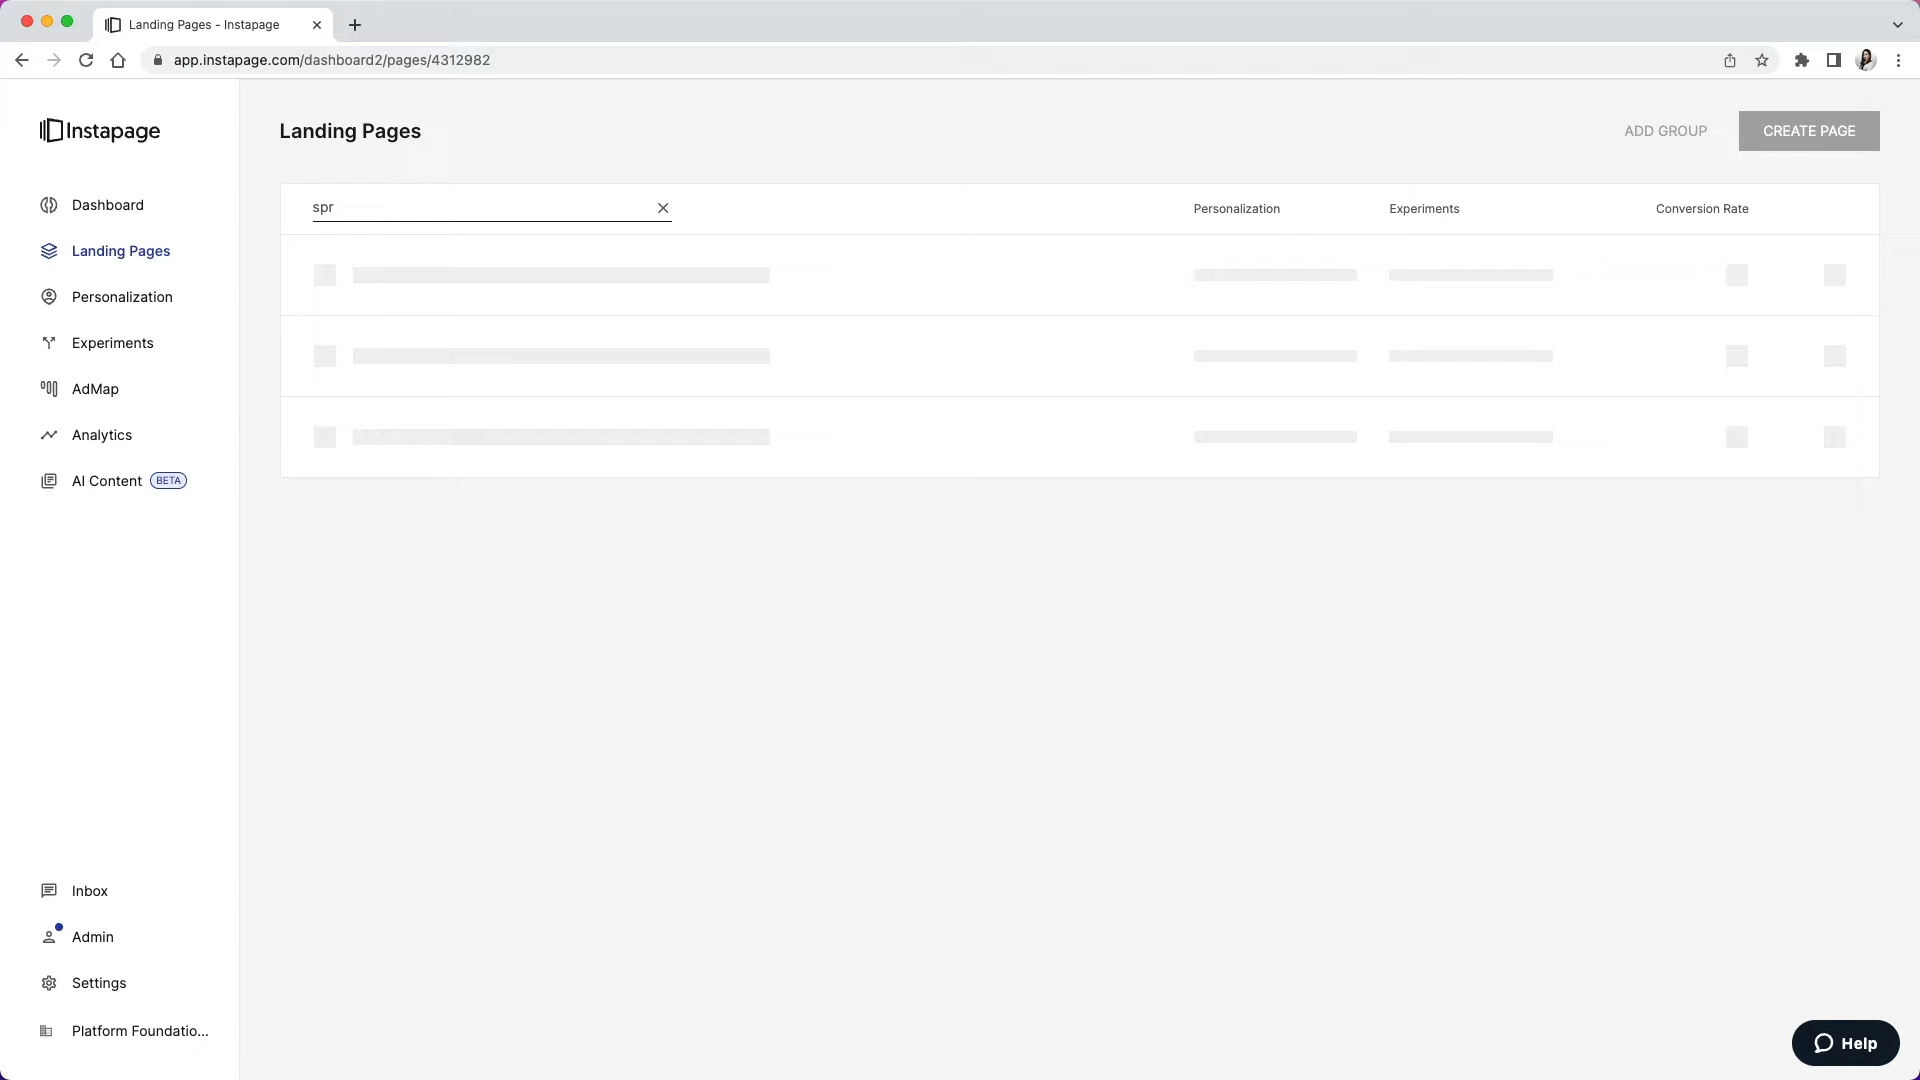 Landing Pages - Instapage
app.instapage.com/dashboard2/pages/4312982
Instapage
Dashboard
Landing Pages
Personalization
Experiments
AdMap
Analytics
AI Content BETA
Inbox
Admin
Settings
Platform Foundatio...
Landing Pages
ADD GROUP
CREATE PAGE
spr
Personalization
Experiments
Conversion Rate
Help